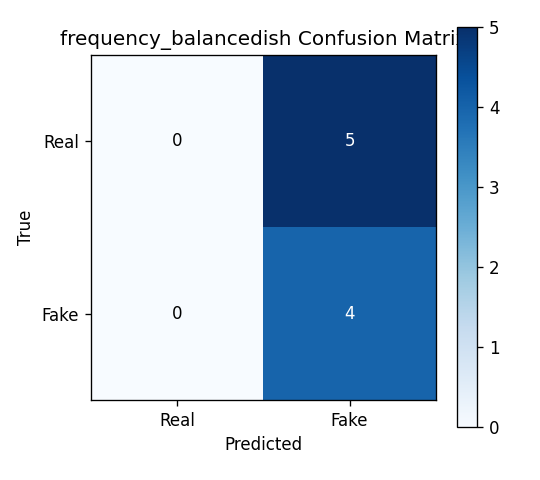 frequency_balancedish Confusion Matri
5
4
3
2
1
0
True
Real
Fake
0
5
0
4
Real
Fake
Predicted